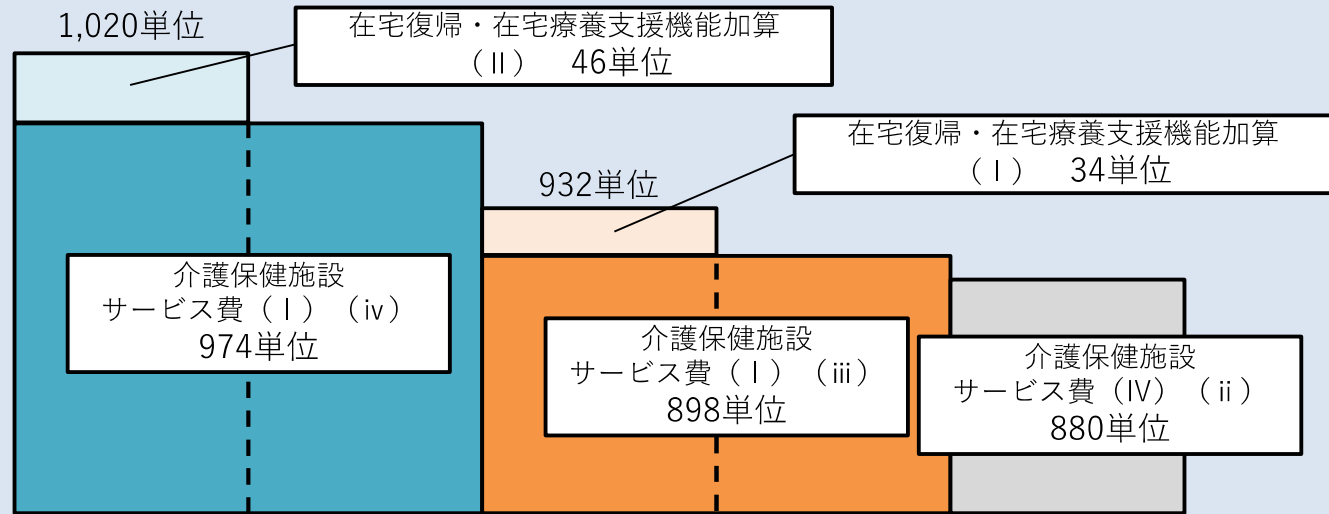 1,020単位
在宅復帰・在宅療養支援機能加算
（Ⅱ）　46単位
932単位
在宅復帰・在宅療養支援機能加算
（Ⅰ）　34単位
介護保健施設
サービス費（Ⅰ）（iv）
974単位
介護保健施設
サービス費（Ⅰ）（iii）
898単位
介護保健施設
サービス費（IV）（ii）
880単位